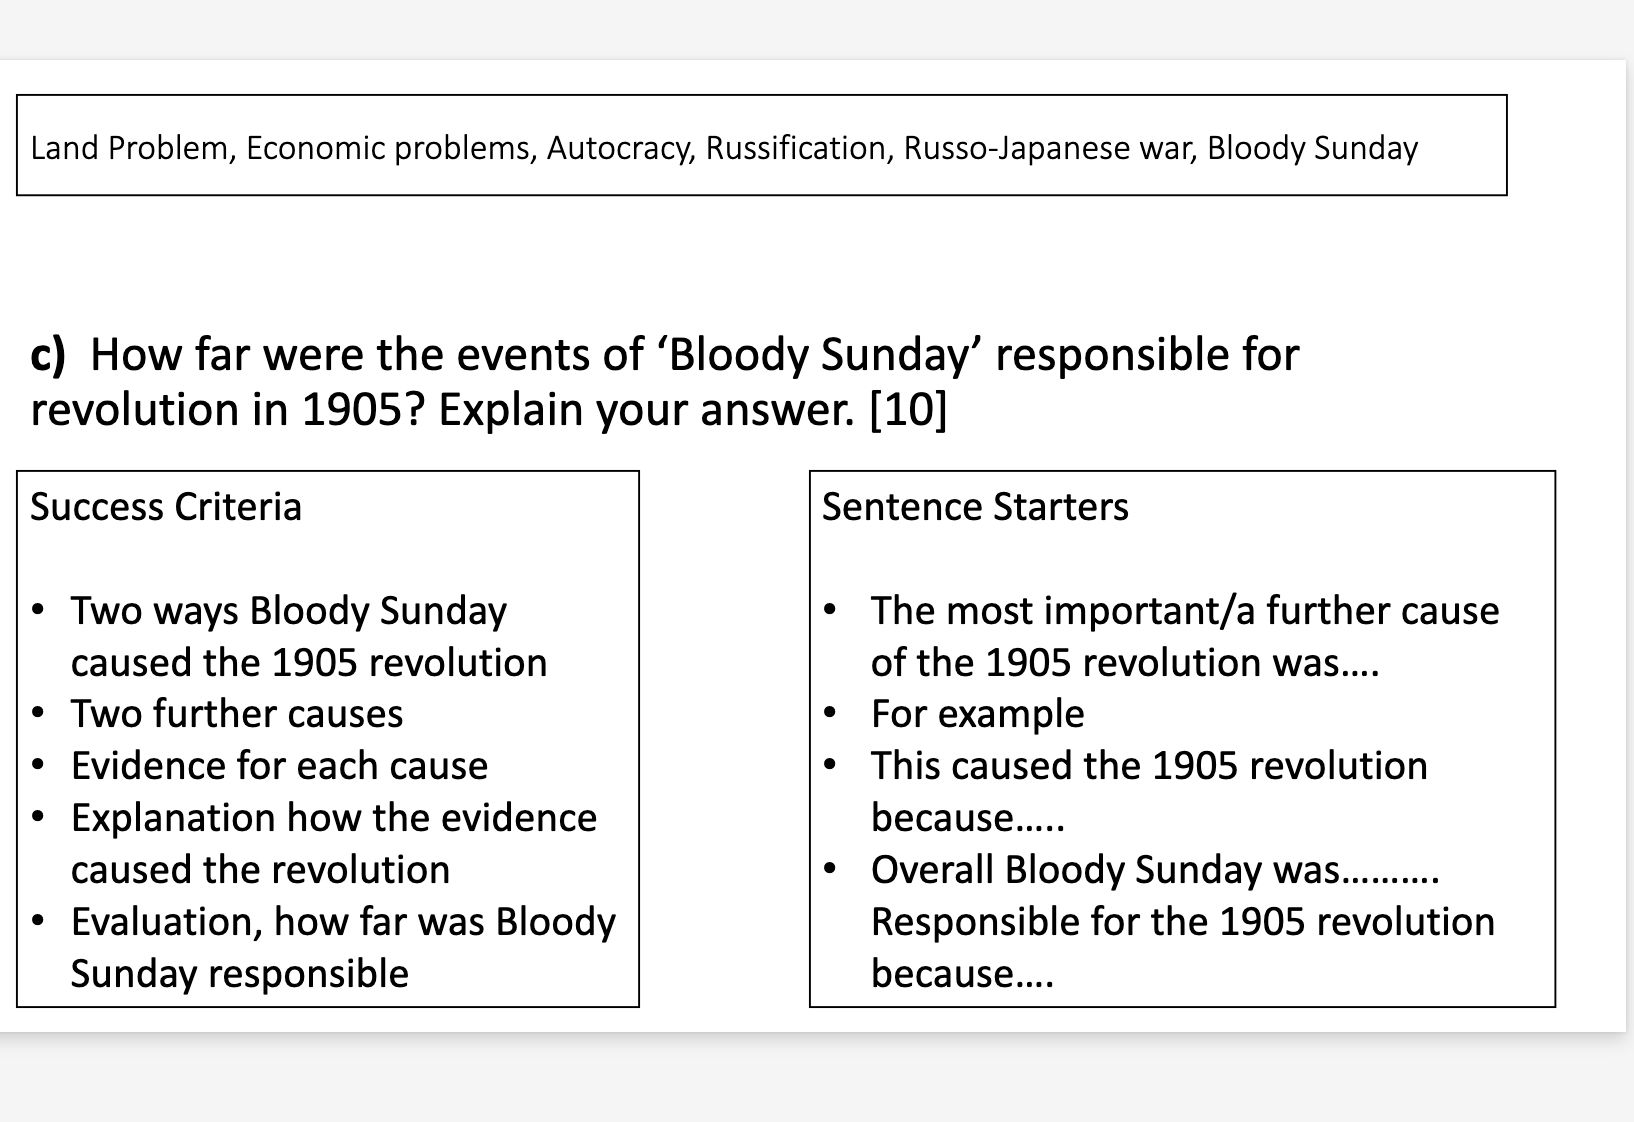 Land Problem, Economic problems, Autocracy, Russification, Russo-Japanese war, Bloody Sunday
c) How far were the events of ‘Bloody Sunday’ responsible for
revolution in 1905? Explain your answer. [10]
Success Criteria
• Two ways Bloody Sunday
caused the 1905 revolution
• Two further causes
• Evidence for each cause
• Explanation how the evidence
caused the revolution
• Evaluation, how far was Bloody
Sunday responsible
Sentence Starters
• The most important/a further cause
of the 1905 revolution was....
• For example
• This caused the 1905 revolution
because.....
• Overall Bloody Sunday was..........
Responsible for the 1905 revolution
because....